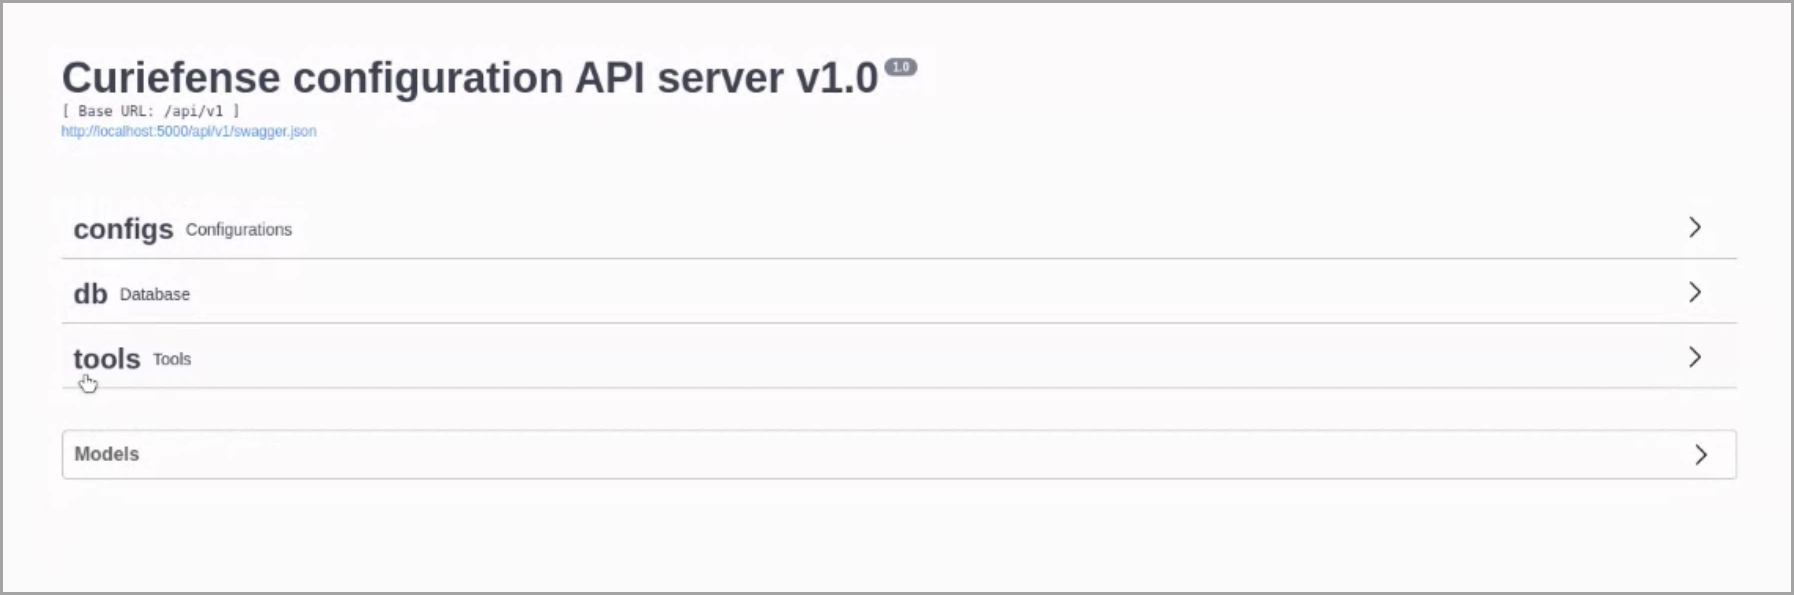 Curiefense configuration API server v1.0 1.0
[ Base URL: /api/v1 ]
http://localhost:5000/api/v1/swagger.json
configs Configurations
db Database
tools Tools
Models